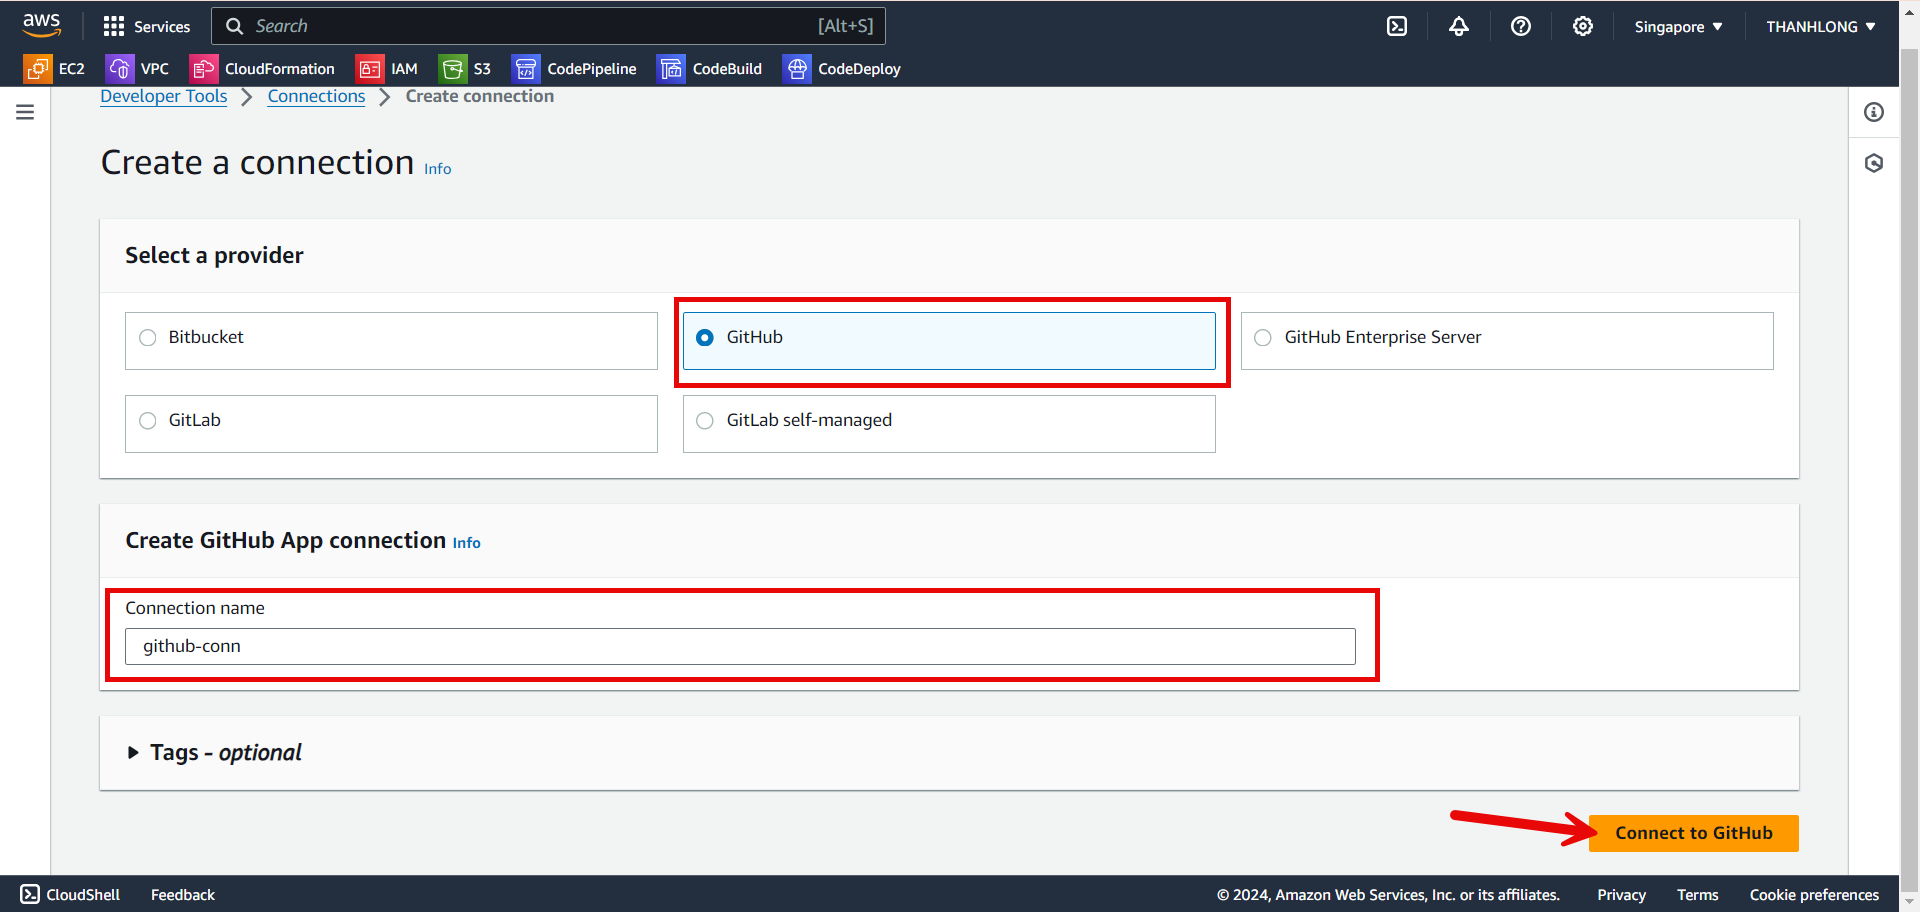 aws
Services
Search
[Alt+S]
Singapore
THANHLONG
EC2
VPC
CloudFormation
IAM
S3
CodePipeline
CodeBuild
CodeDeploy
Developer Tools
Connections
Create connection
Create a connection Info
Select a provider
Bitbucket
GitHub
GitHub Enterprise Server
GitLab
GitLab self-managed
Create GitHub App connection Info
Connection name
github-conn
Tags - optional
Connect to GitHub
CloudShell
Feedback
© 2024, Amazon Web Services, Inc. or its affiliates.
Privacy
Terms
Cookie preferences